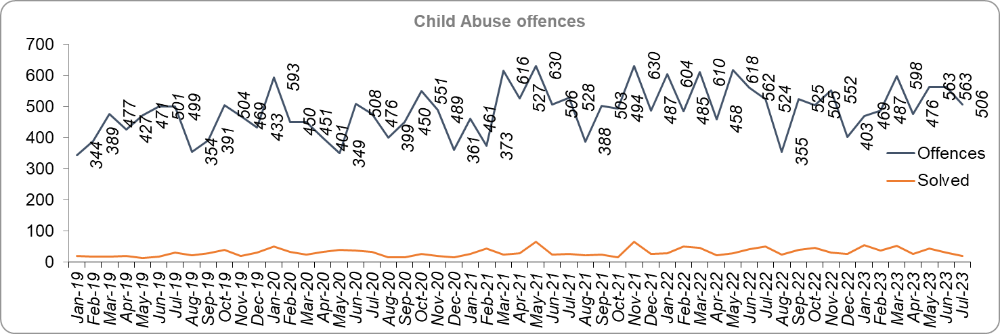 Child Abuse offences
700
600
500
400
300
200
100
0
344
389
477
427
471
501
499
354
391
504
469
433
593
450
451
401
349
508
476
399
450
551
489
361
461
373
616
527
630
506
528
388
503
494
630
487
604
485
610
458
618
562
524
355
525
505
552
403
469
487
598
476
563
563
506
Offences
Solved
Jan-19
Feb-19
Mar-19
Apr-19
May-19
Jun-19
Jul-19
Aug-19
Sep-19
Oct-19
Nov-19
Dec-19
Jan-20
Feb-20
Mar-20
Apr-20
May-20
Jun-20
Jul-20
Aug-20
Sep-20
Oct-20
Nov-20
Dec-20
Jan-21
Feb-21
Mar-21
Apr-21
May-21
Jun-21
Jul-21
Aug-21
Sep-21
Oct-21
Nov-21
Dec-21
Jan-22
Feb-22
Mar-22
Apr-22
May-22
Jun-22
Jul-22
Aug-22
Sep-22
Oct-22
Nov-22
Dec-22
Jan-23
Feb-23
Mar-23
Apr-23
May-23
Jun-23
Jul-23